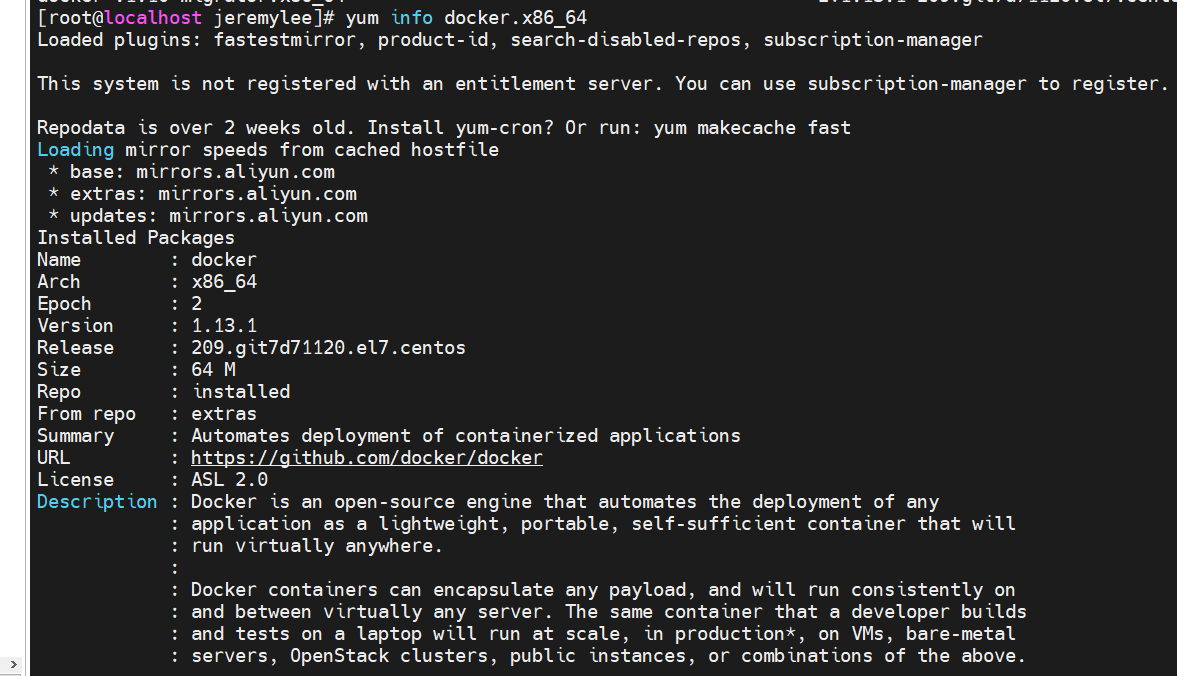 [root@localhost jeremylee]# yum info docker.x86_64
Loaded plugins: fastestmirror, product-id, search-disabled-repos, subscription-manager
This system is not registered with an entitlement server. You can use subscription-manager to register.
Repodata is over 2 weeks old. Install yum-cron? Or run: yum makecache fast
Loading mirror speeds from cached hostfile
 * base: mirrors.aliyun.com
 * extras: mirrors.aliyun.com
 * updates: mirrors.aliyun.com
Installed Packages
Name        : docker
Arch        : x86_64
Epoch       : 2
Version     : 1.13.1
Release     : 209.git7d71120.el7.centos
Size        : 64 M
Repo        : installed
From repo   : extras
Summary     : Automates deployment of containerized applications
URL         : https://github.com/docker/docker
License     : ASL 2.0
Description : Docker is an open-source engine that automates the deployment of any
            : application as a lightweight, portable, self-sufficient container that will
            : run virtually anywhere.
            :
            : Docker containers can encapsulate any payload, and will run consistently on
            : and between virtually any server. The same container that a developer builds
            : and tests on a laptop will run at scale, in production*, on VMs, bare-metal
            : servers, OpenStack clusters, public instances, or combinations of the above.